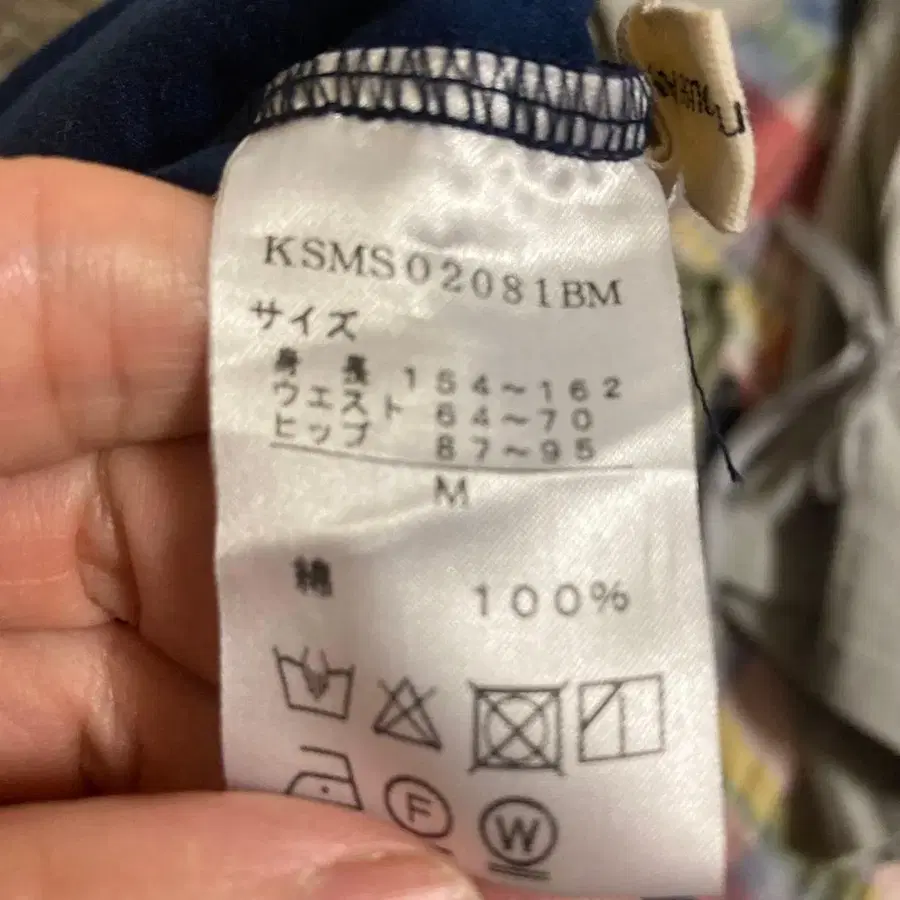 KSMS02081BM
サイズ
身長 154～162
ウエスト 64～70
ヒップ 87～95
M
綿 100%
F
W